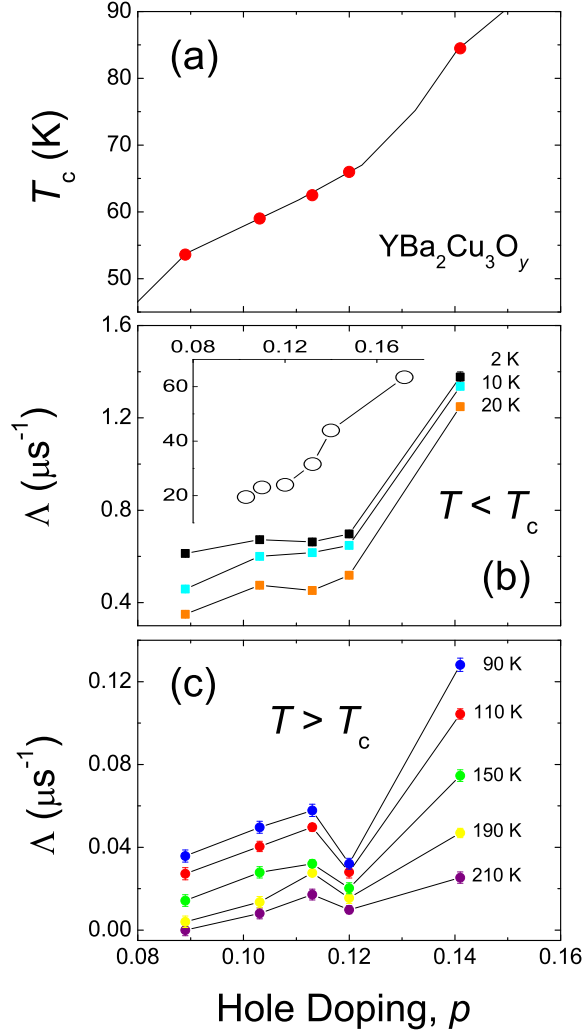 90
80
70
60
50
T_c (K)
(a)
YBa₂Cu₃O_y
1.6
1.2
0.8
0.4
Λ (μs⁻¹)
0.08 0.12 0.16
60
40
20
2 K
10 K
20 K
T < T_c
(b)
0.12
0.08
0.04
0.00
Λ (μs⁻¹)
(c)
T > T_c
90 K
110 K
150 K
190 K
210 K
0.08 0.10 0.12 0.14 0.16
Hole Doping, p